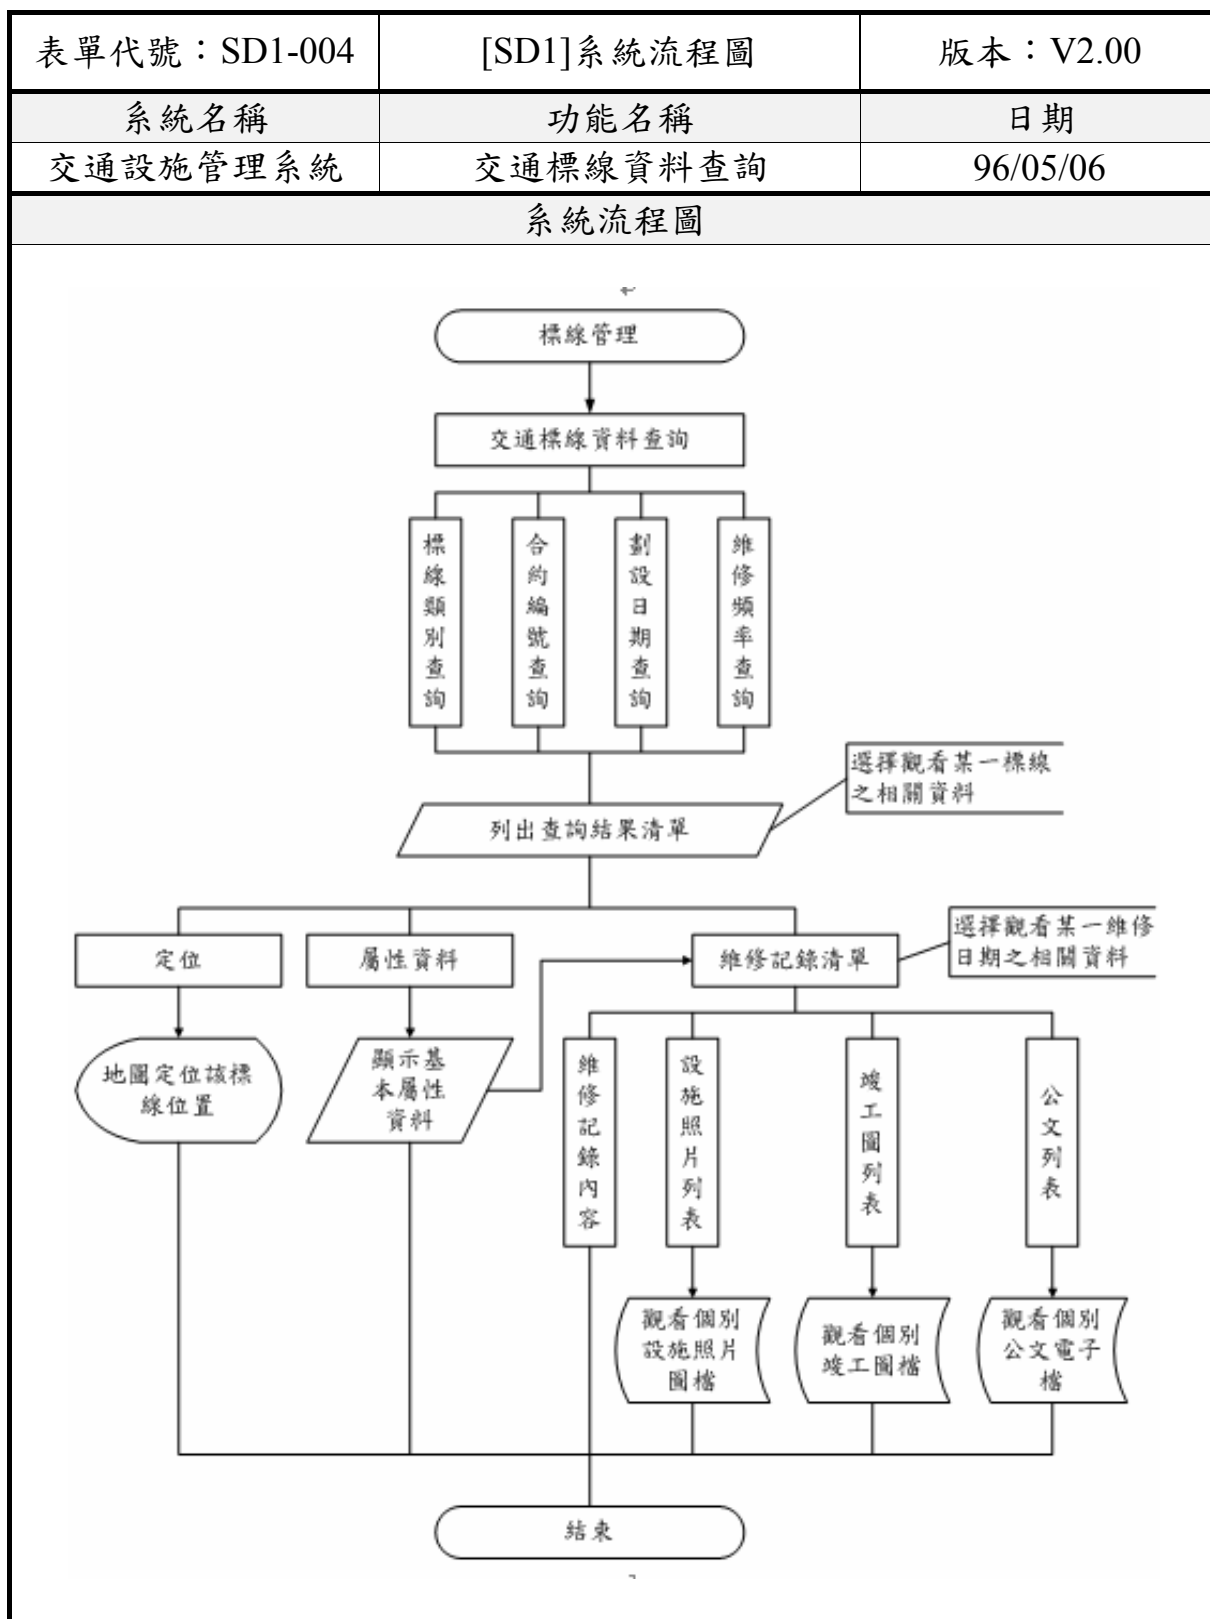 表單代號：SD1-004
[SD1]系統流程圖
版本：V2.00
系統名稱
功能名稱
日期
交通設施管理系統
交通標線資料查詢
96/05/06
系統流程圖
標線管理
交通標線資料查詢
標線類別查詢
合約編號查詢
劃設日期查詢
維修頻率查詢
選擇觀看某一標線
之相關資料
列出查詢結果清單
定位
屬性資料
維修記錄清單
選擇觀看某一維修
日期之相關資料
地圖定位該標
線位置
顯示基
本屬性
資料
維修記錄內容
設施照片列表
竣工圖列表
公文列表
觀看個別
設施照片
圖檔
觀看個別
竣工圖檔
觀看個別
公文電子
檔
結束